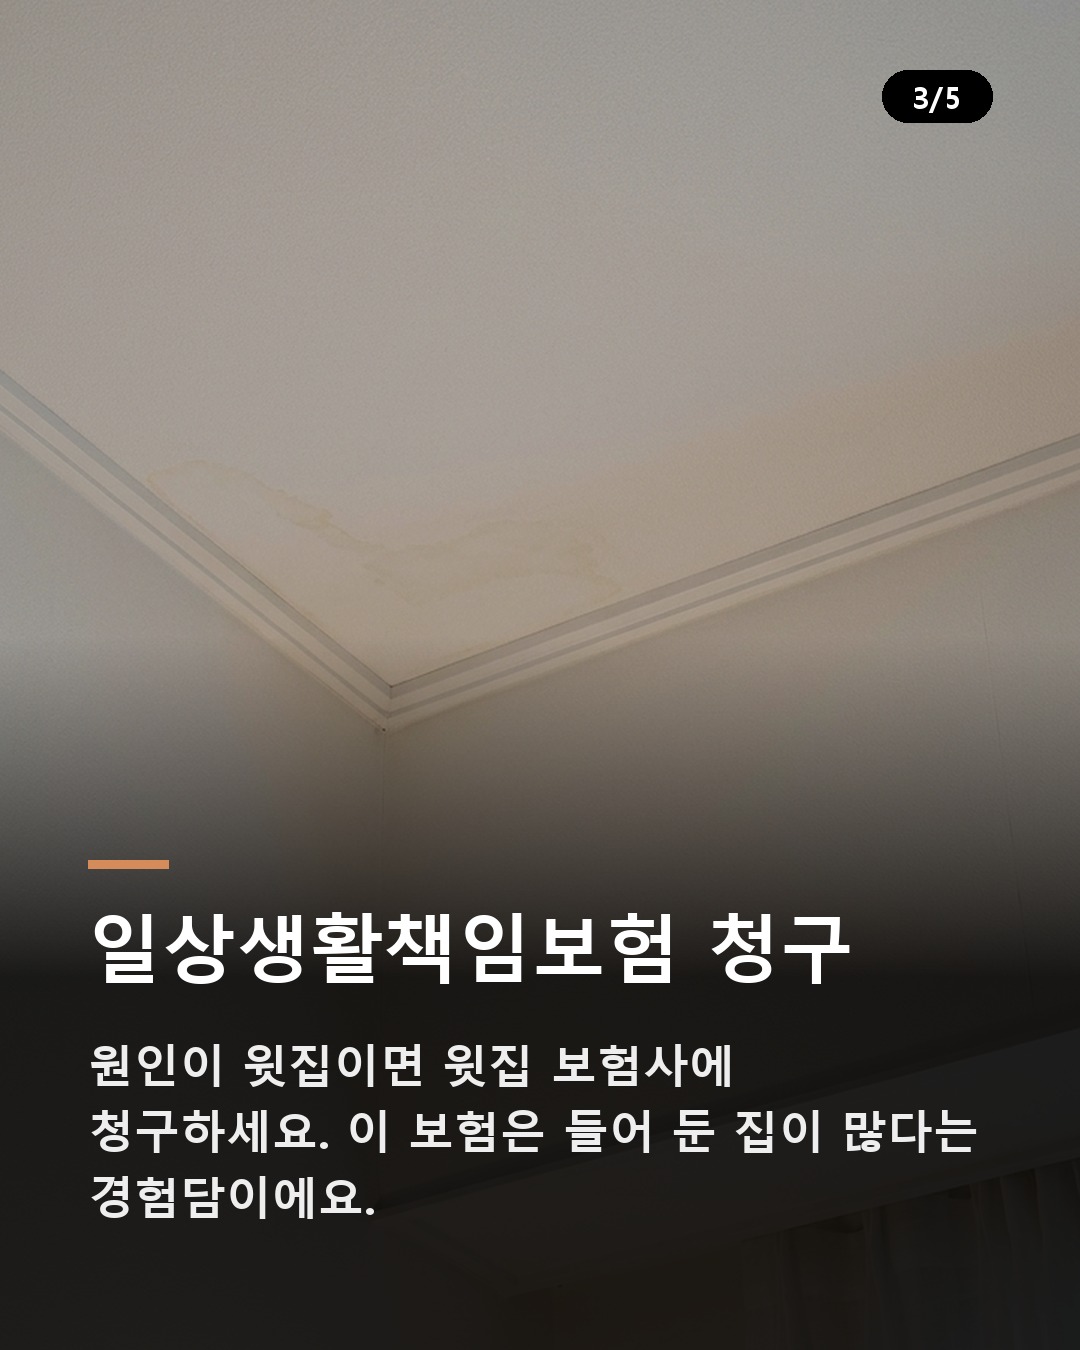 3/5
일상생활책임보험 청구
원인이 윗집이면 윗집 보험사에
청구하세요. 이 보험은 들어 둔 집이 많다는
경험담이에요.